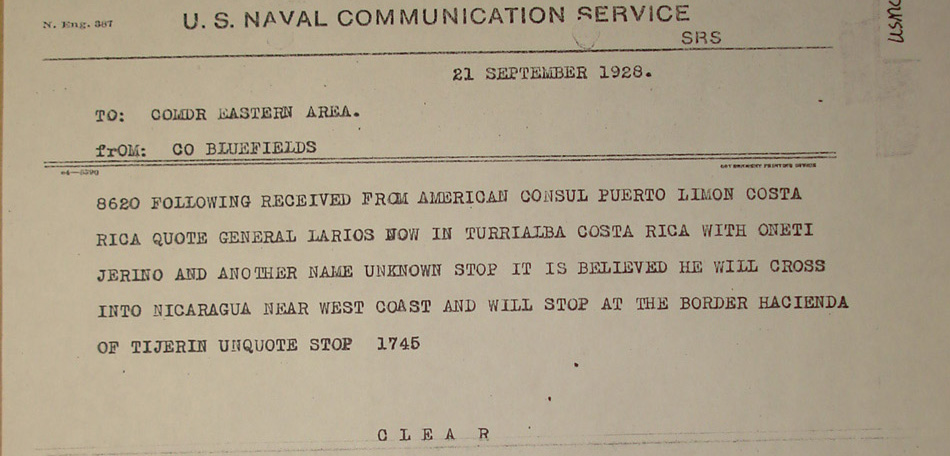 N. Eng. 387
U. S. NAVAL COMMUNICATION SERVICE
SRS
21 SEPTEMBER 1928.
TO: COMDR EASTERN AREA.
frOM: CO BLUEFIELDS
GOVERNMENT PRINTING OFFICE
8620 FOLLOWING RECEIVED FROM AMERICAN CONSUL PUERTO LIMON COSTA
RICA QUOTE GENERAL LARIOS NOW IN TURRIALBA COSTA RICA WITH ONETI
JERINO AND ANOTHER NAME UNKNOWN STOP IT IS BELIEVED HE WILL CROSS
INTO NICARAGUA NEAR WEST COAST AND WILL STOP AT THE BORDER HACIENDA
OF TIJERIN UNQUOTE STOP 1745
C L E A R